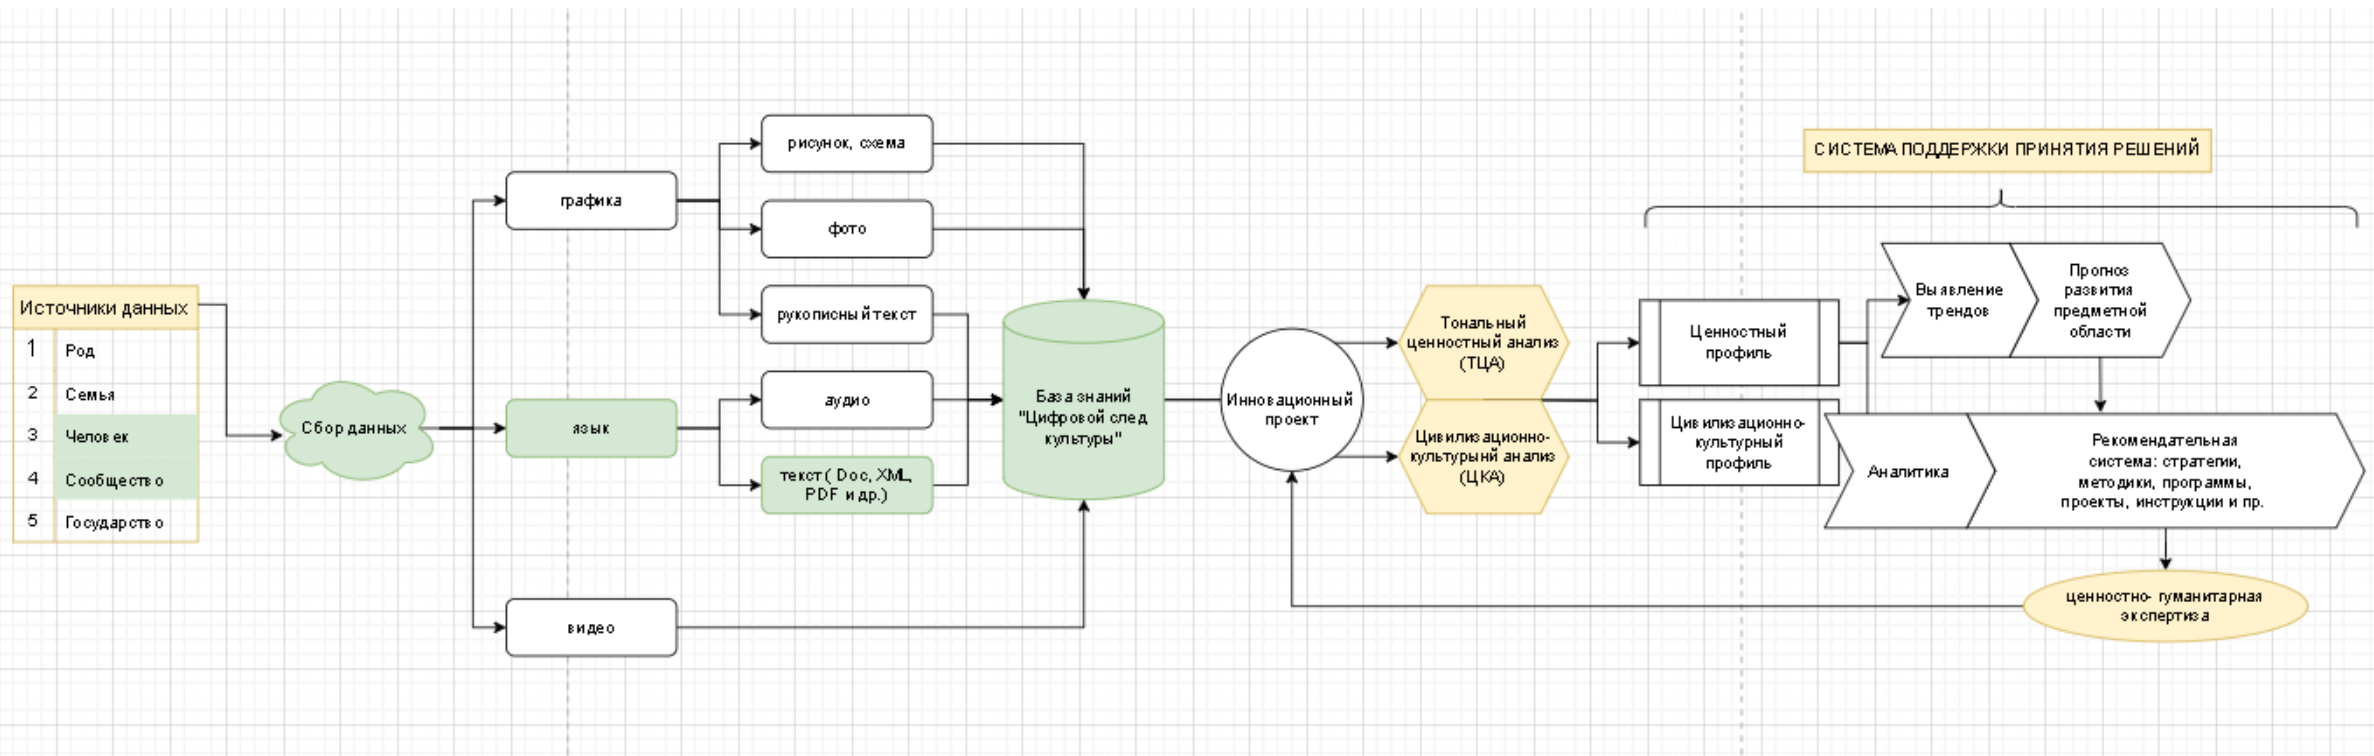 Источники данных
1 Род
2 Семья
3 Человек
4 Сообщество
5 Государство
Сбор данных
графика
язык
видео
рисунок, схема
фото
рукописный текст
аудио
текст ( Doc, XML,
PDF и др.)
База знаний
"Цифровой след
культуры"
Инновационный
проект
Тональный
ценностный анализ
(ТЦА)
Цивилизационно-
культурынй анализ
(ЦКА)
Ценностный
профиль
Цивилизационно-
культурный
профиль
СИСТЕМА ПОДДЕРЖКИ ПРИНЯТИЯ РЕШЕНИЙ
Выявление
трендов
Прогноз
развития
предметной
области
Аналитика
Рекомендательная
система: стратегии,
методики, программы,
проекты, инструкции и пр.
ценностно- гуманитарная
экспертиза